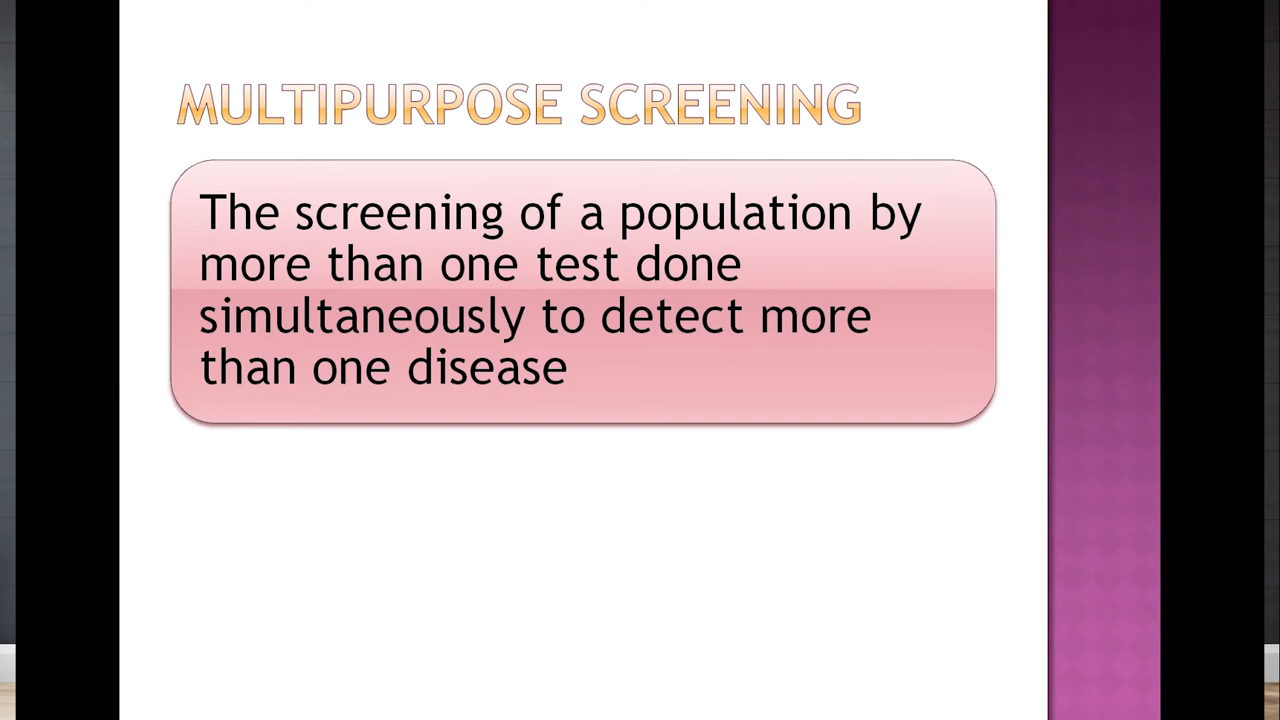 MULTIPURPOSE SCREENING
The screening of a population by
more than one test done
simultaneously to detect more
than one disease